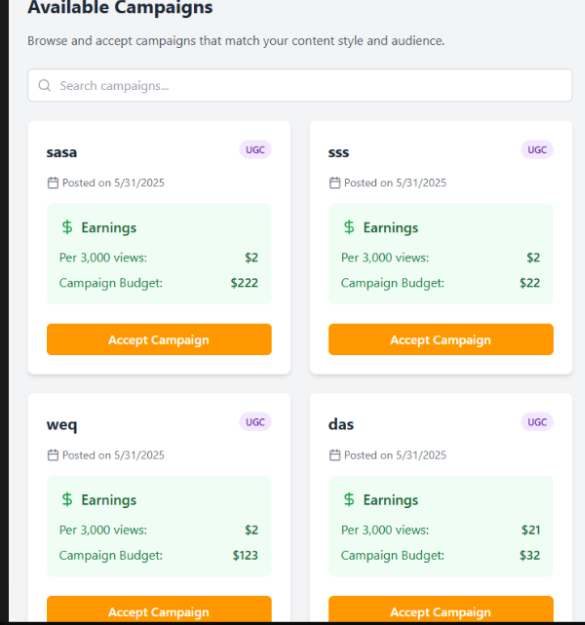 Available Campaigns
Browse and accept campaigns that match your content style and audience.
Search campaigns...
sasa
UGC
Posted on 5/31/2025
$ Earnings
Per 3,000 views: $2
Campaign Budget: $222
Accept Campaign
sss
UGC
Posted on 5/31/2025
$ Earnings
Per 3,000 views: $2
Campaign Budget: $22
Accept Campaign
weq
UGC
Posted on 5/31/2025
$ Earnings
Per 3,000 views: $2
Campaign Budget: $123
Accept Campaign
das
UGC
Posted on 5/31/2025
$ Earnings
Per 3,000 views: $21
Campaign Budget: $32
Accept Campaign